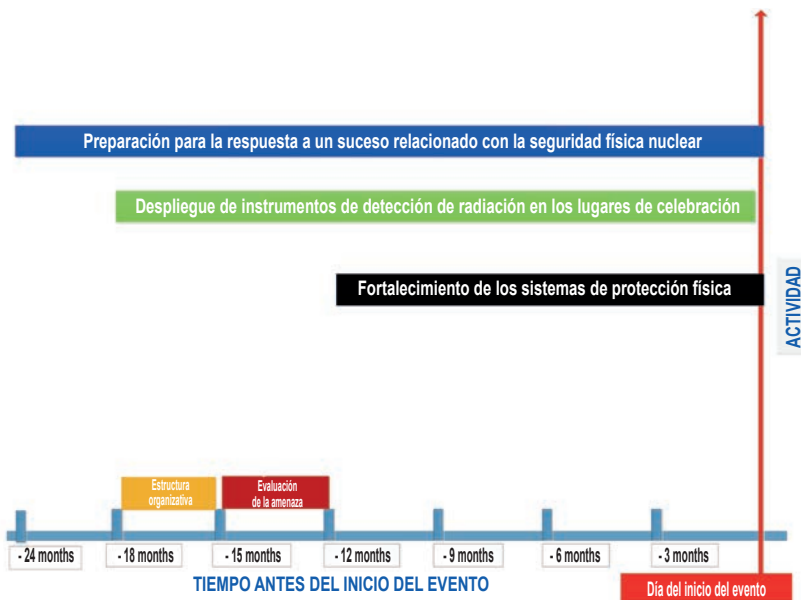 Preparación para la respuesta a un suceso relacionado con la seguridad física nuclear
Despliegue de instrumentos de detección de radiación en los lugares de celebración
Fortalecimiento de los sistemas de protección física
ACTIVIDAD
Estructura
organizativa
Evaluación
de la amenaza
- 24 months
- 18 months
- 15 months
- 12 months
- 9 months
- 6 months
- 3 months
TIEMPO ANTES DEL INICIO DEL EVENTO
Dia del inicio del evento